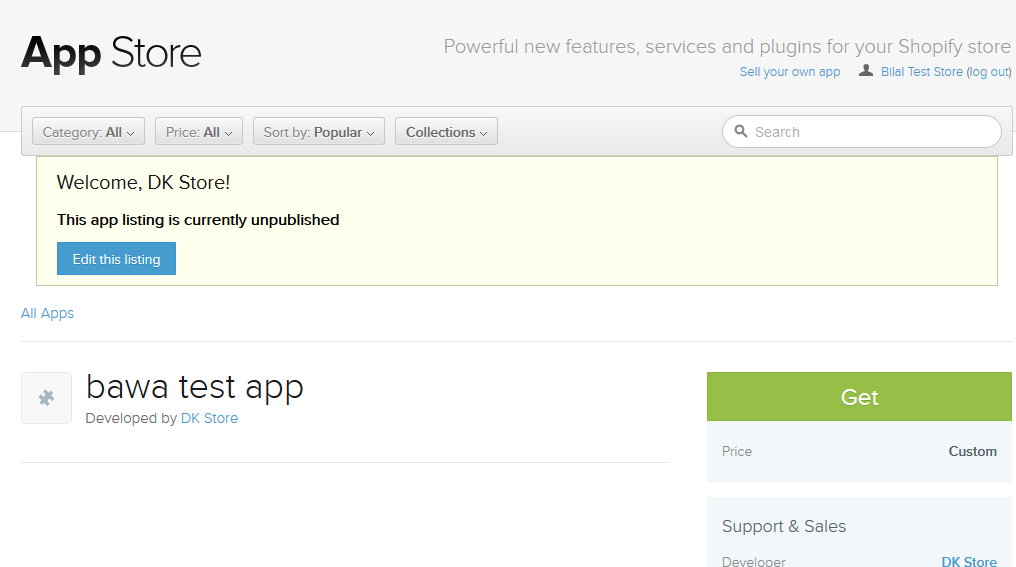 App Store
Powerful new features, services and plugins for your Shopify store
Sell your own app Bilal Test Store (log out)
Category: All Price: All Sort by: Popular Collections Search
Welcome, DK Store!
This app listing is currently unpublished
Edit this listing
All Apps
bawa test app
Developed by DK Store
Get
Price Custom
Support & Sales
Developer DK Store